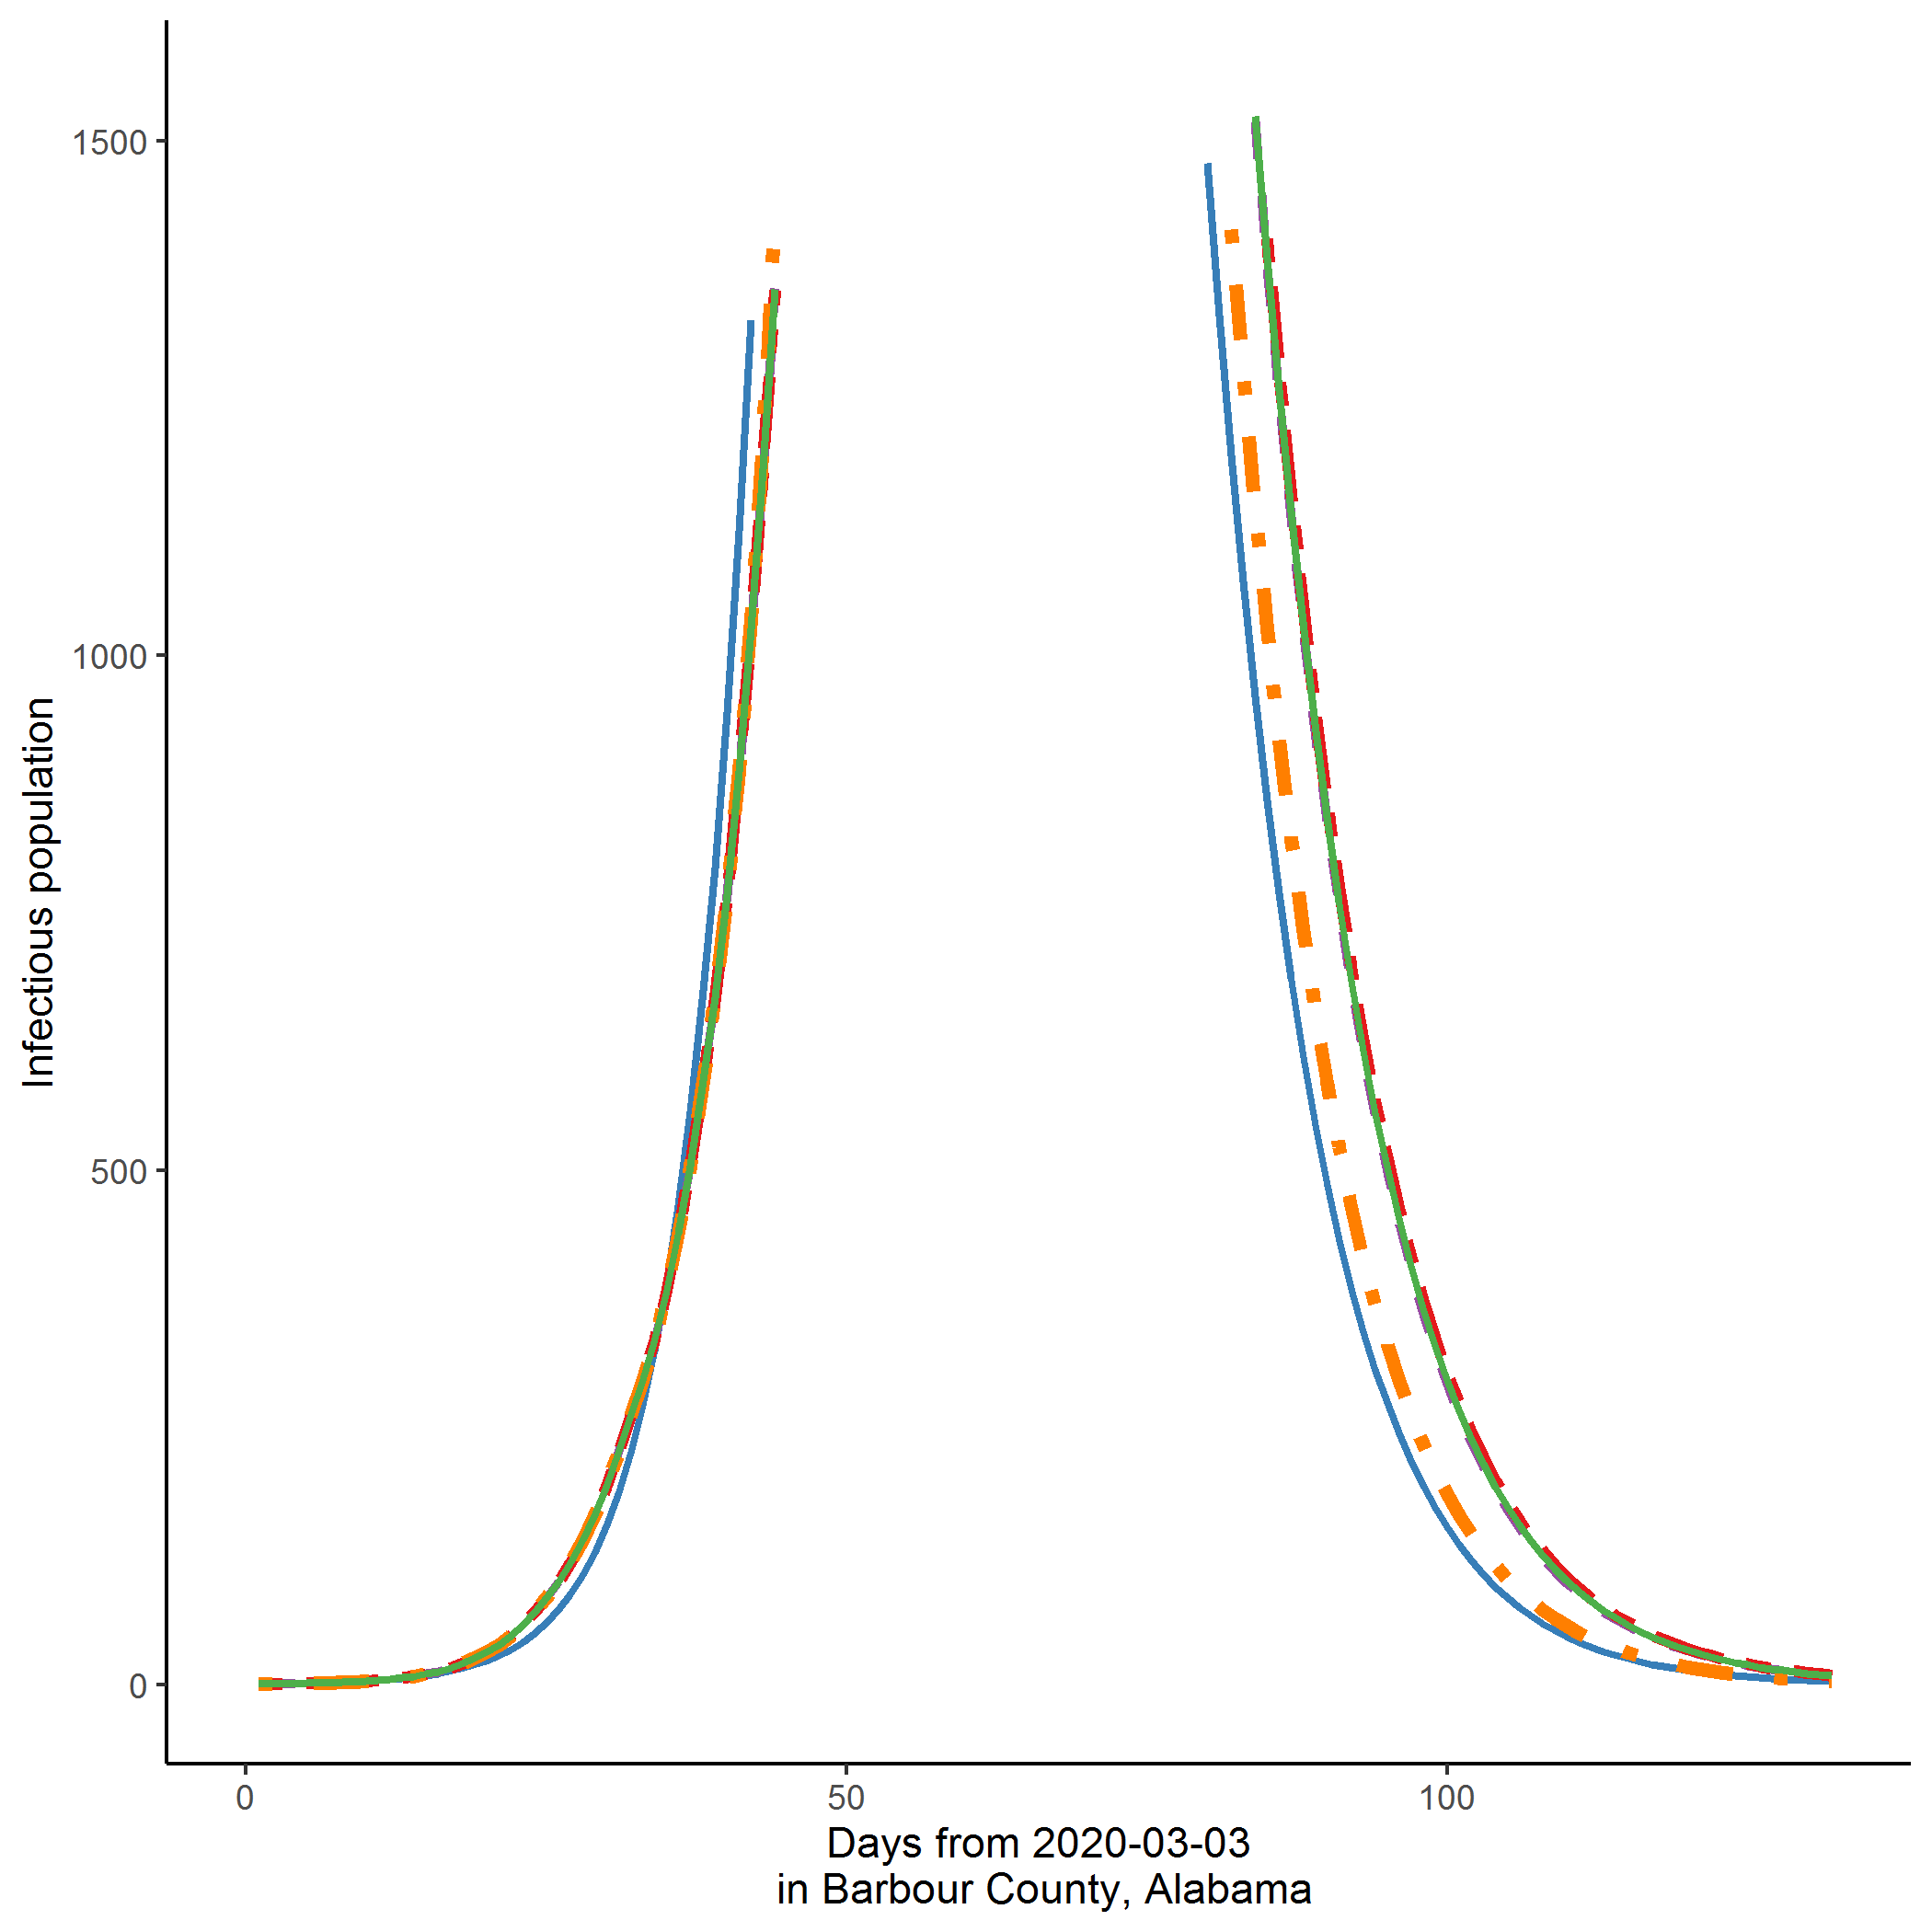 Infectious population
1500
1000
500
0
0 50 100
Days from 2020-03-03
in Barbour County, Alabama